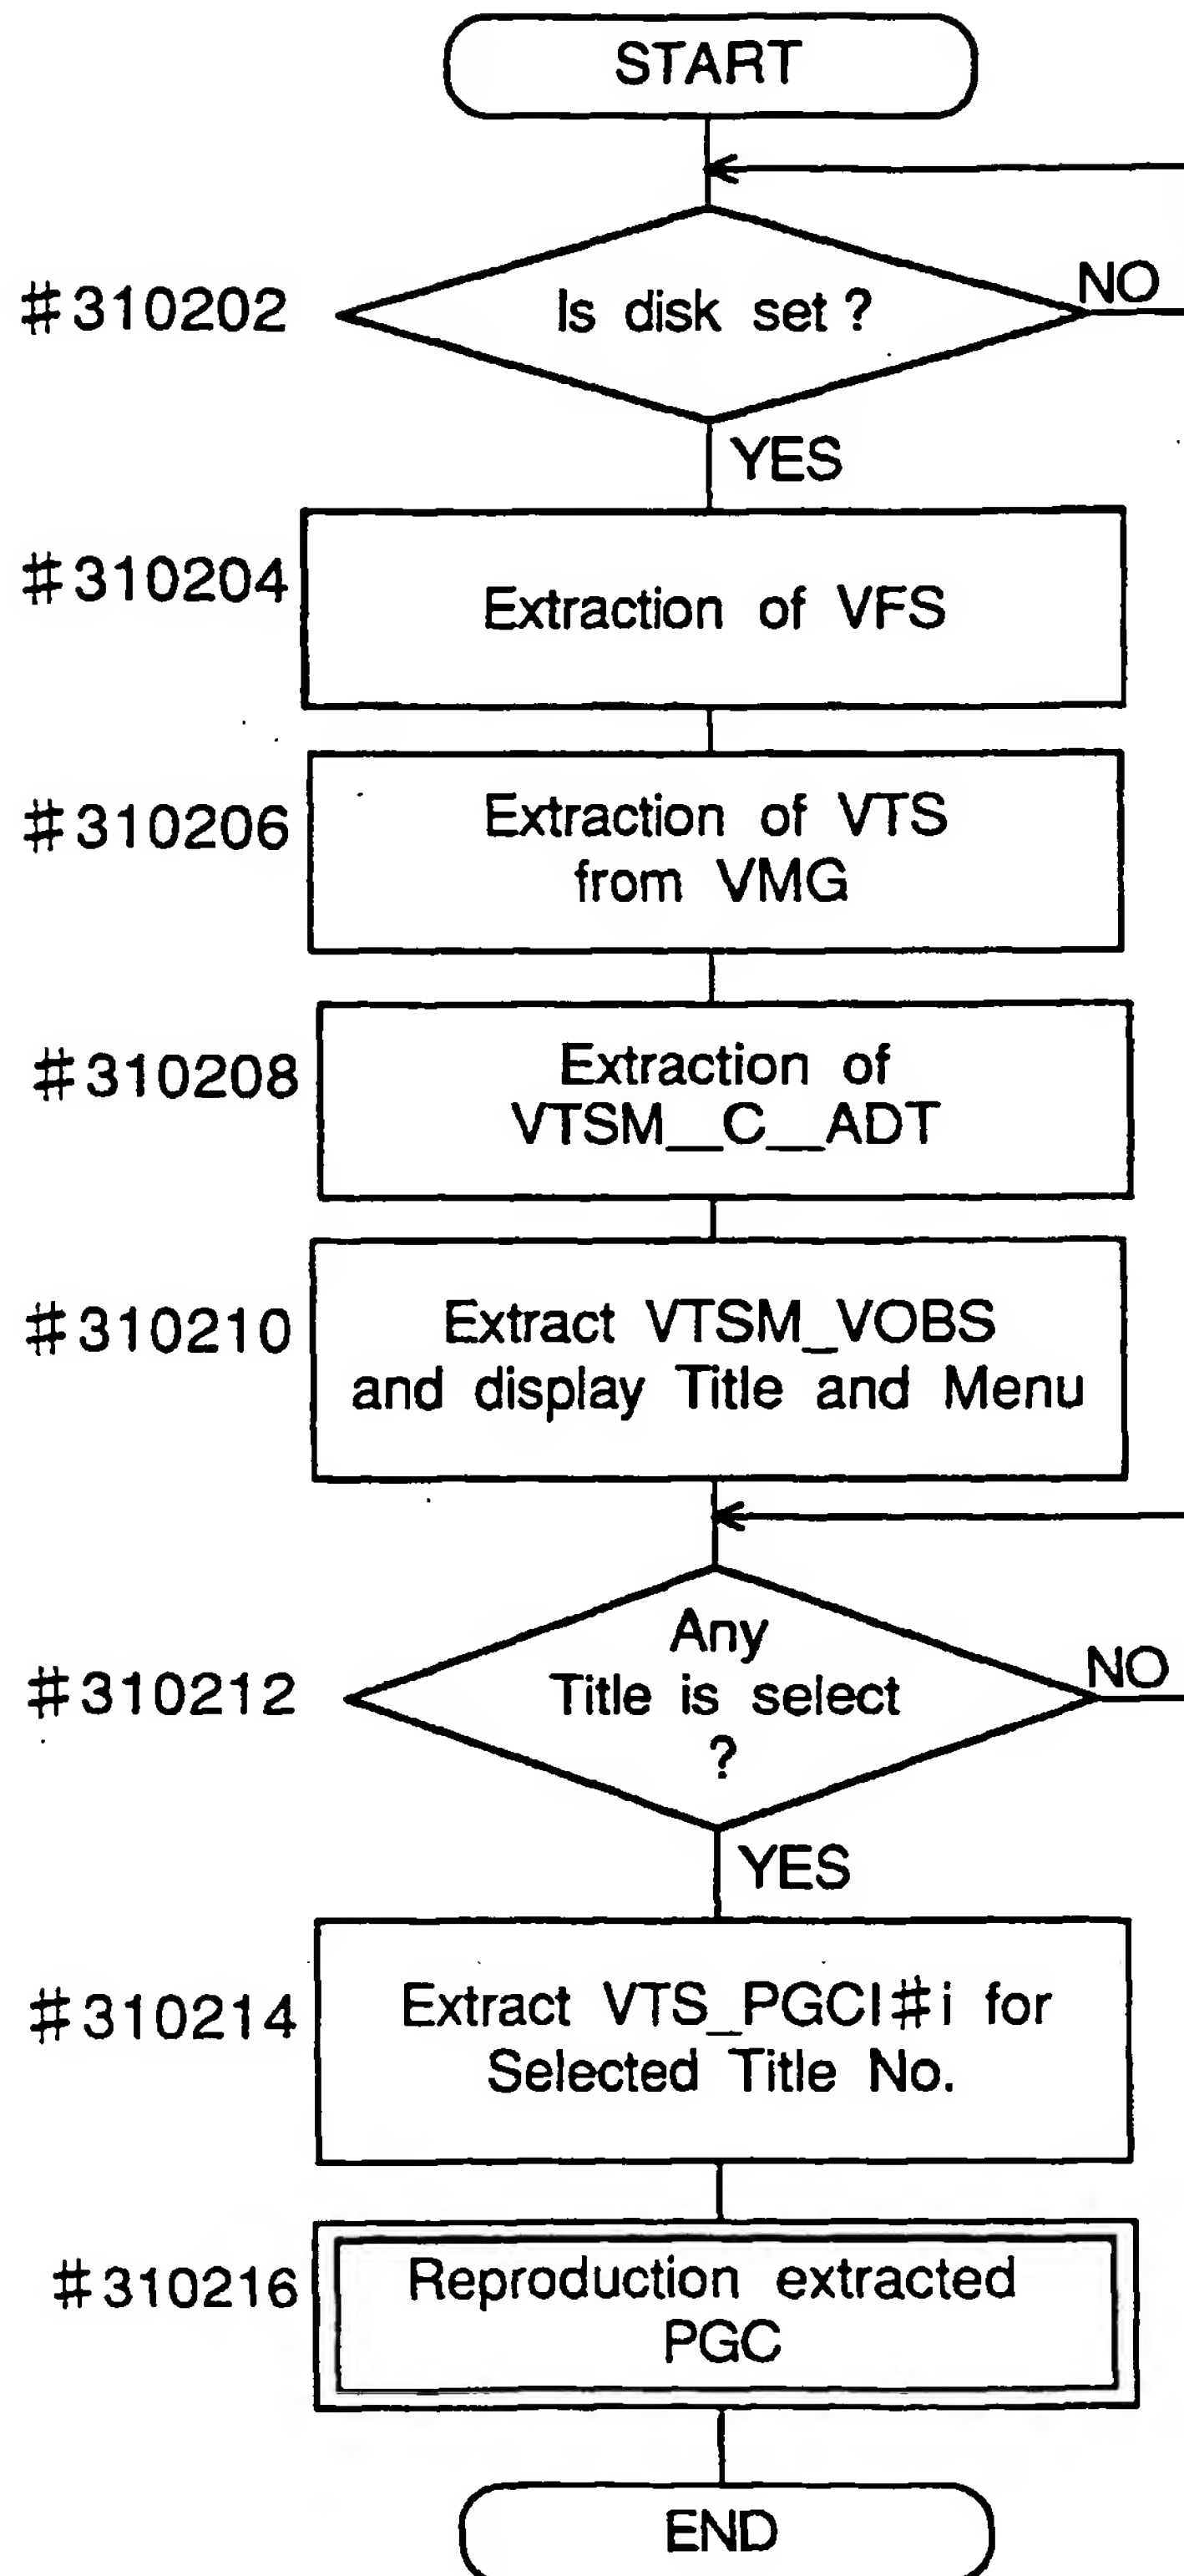 START
#310202
Is disk set ?
NO
YES
#310204
Extraction of VFS
#310206
Extraction of VTS
from VMG
#310208
Extraction of
VTSM__C__ADT
#310210
Extract VTSM_VOBS
and display Title and Menu
#310212
Any
Title is select
?
NO
YES
#310214
Extract VTS_PGCI#i for
Selected Title No.
#310216
Reproduction extracted
PGC
END